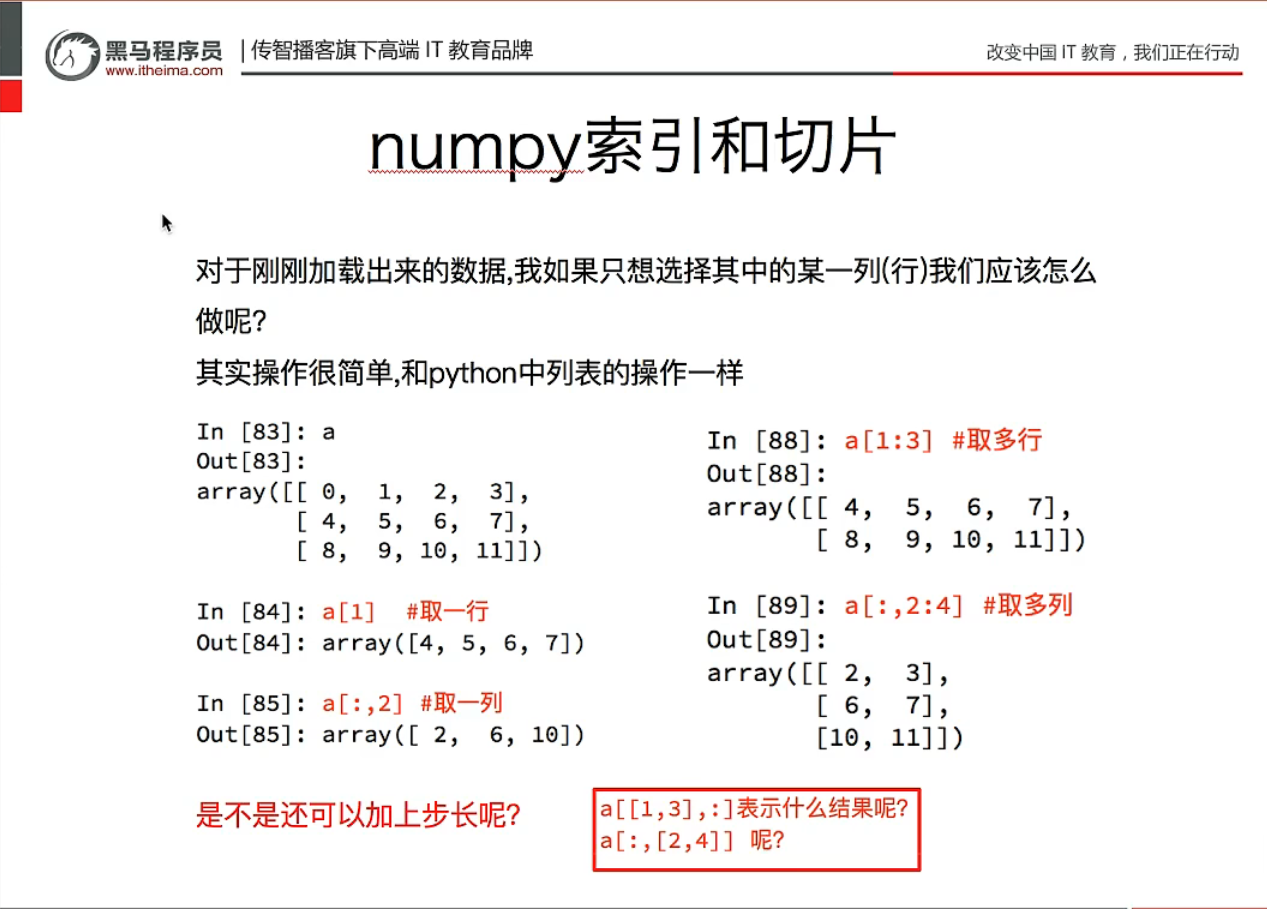 黑马程序员
www.itheima.com
传智播客旗下高端 IT 教育品牌
改变中国 IT 教育，我们正在行动
numpy索引和切片
对于刚刚加载出来的数据,我如果只想选择其中的某一列(行)我们应该怎么
做呢?
其实操作很简单,和python中列表的操作一样
In [83]: a
Out[83]:
array([[ 0,  1,  2,  3],
       [ 4,  5,  6,  7],
       [ 8,  9, 10, 11]])
In [84]: a[1]  #取一行
Out[84]: array([4, 5, 6, 7])
In [85]: a[:,2] #取一列
Out[85]: array([ 2,  6, 10])
In [88]: a[1:3] #取多行
Out[88]:
array([[ 4,  5,  6,  7],
       [ 8,  9, 10, 11]])
In [89]: a[:,2:4] #取多列
Out[89]:
array([[ 2,  3],
       [ 6,  7],
       [10, 11]])
是不是还可以加上步长呢?
a[[1,3],:]表示什么结果呢?
a[:,[2,4]] 呢?